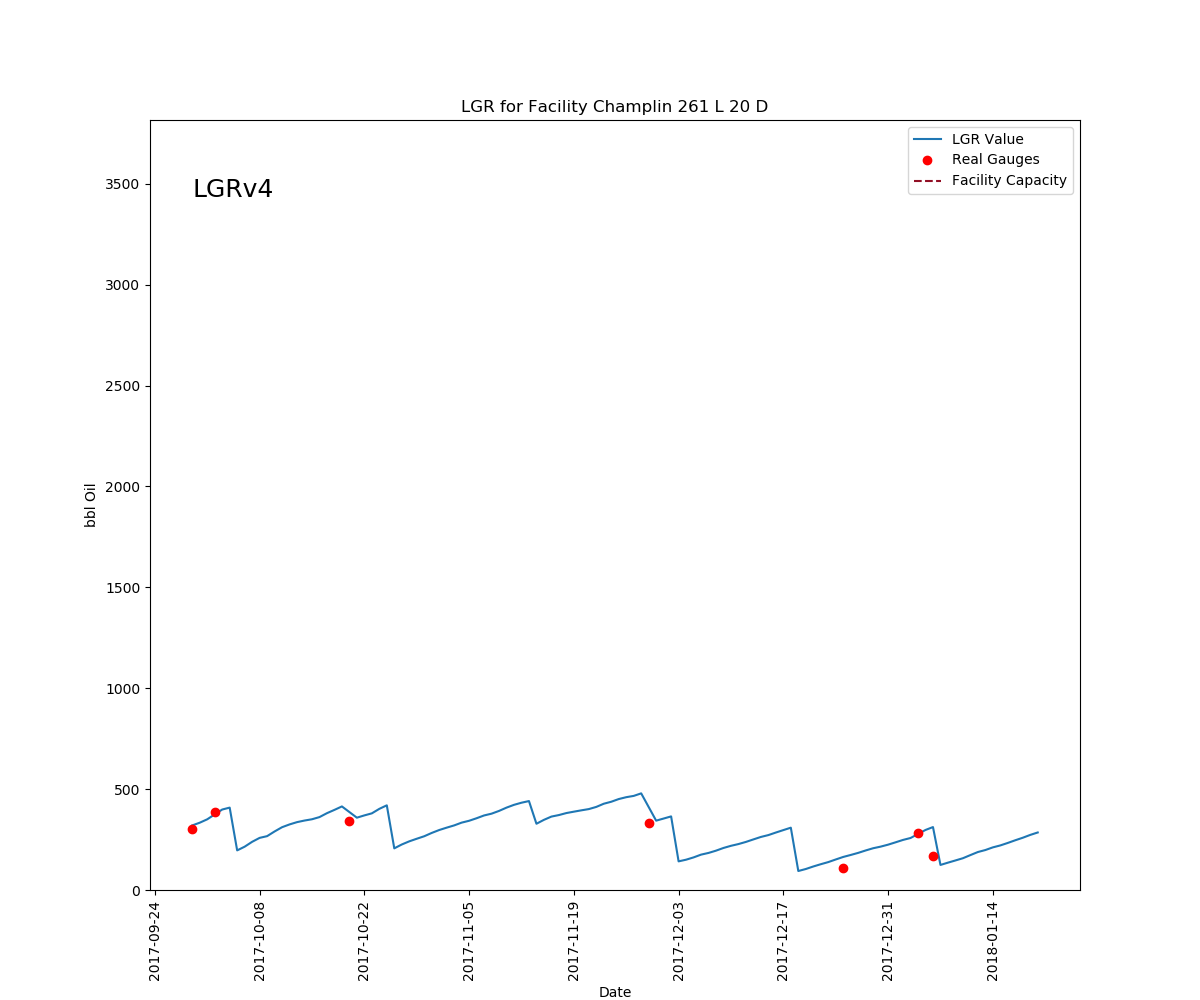 LGR for Facility Champlin 261 L 20 D
LGR Value
Real Gauges
Facility Capacity
LGRv4
3500
3000
2500
2000
1500
1000
500
0
bbl Oil
2017-09-24
2017-10-08
2017-10-22
2017-11-05
2017-11-19
2017-12-03
2017-12-17
2017-12-31
2018-01-14
Date